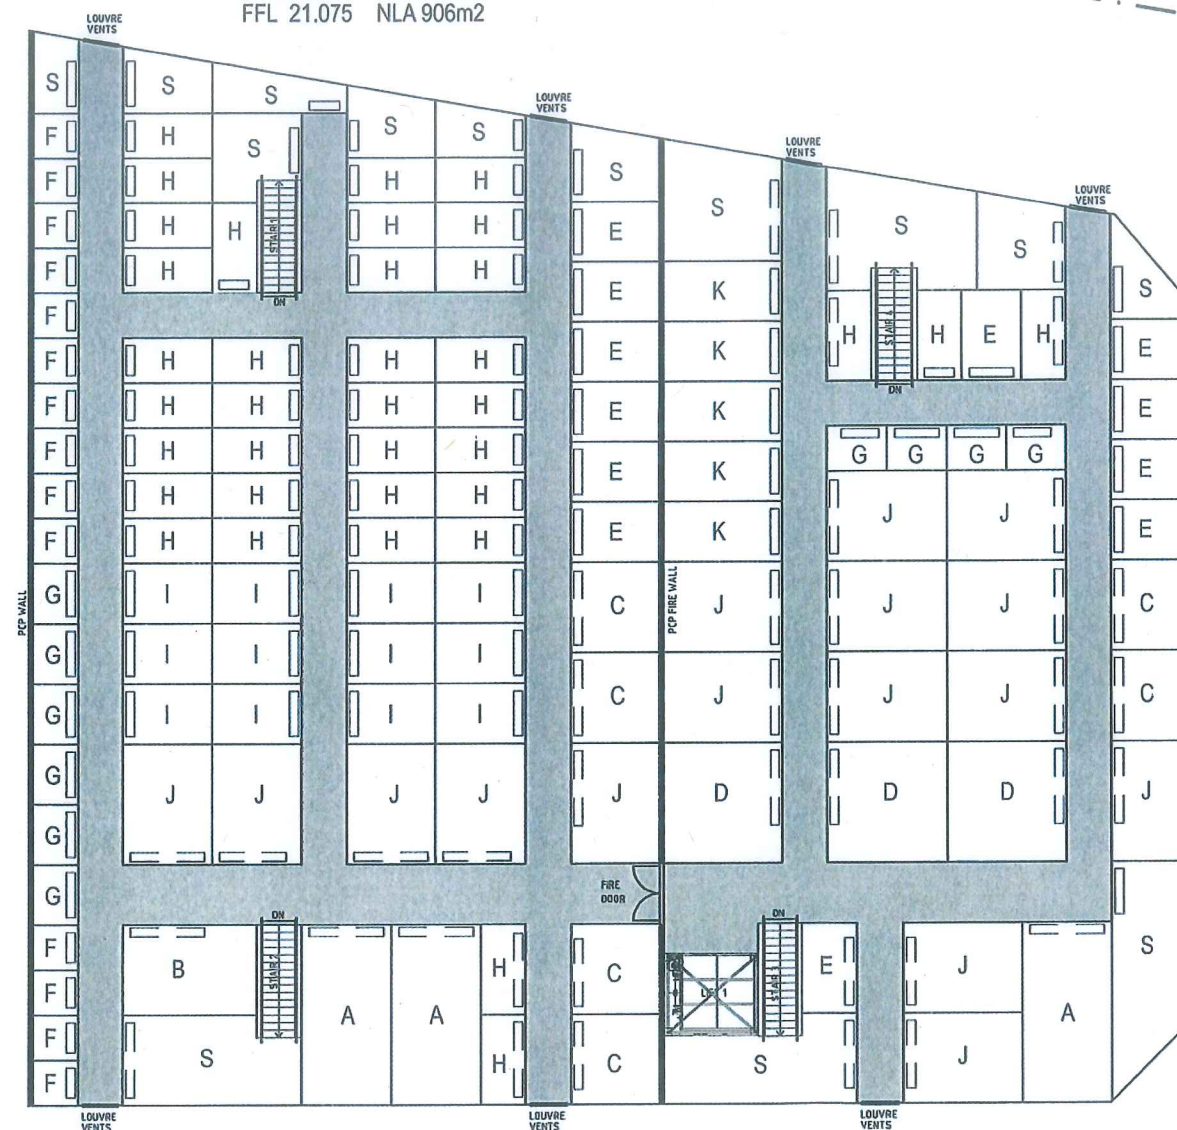 FFL 21.075 NLA 906m2
LOUVRE
VENTS
LOUVRE
VENTS
LOUVRE
VENTS
LOUVRE
VENTS
S S S S S S S S S S
F H S
F H H H
F H H H H E
F H H H E K S
F H E E
F H H H H E K H H E H E
F H H H H E K E
F H H H H E K G G G G E
F H H H H E K J J E
F H H H H
G I I I I C J J J C
G I I I I
G I I I I C J J J C
G J J J J J D D D J
G
G
STAIR 1
DN
STAIR 4
DN
PCP WALL
PCP FIRE WALL
FIRE
DOOR
DN
STAIR 2
DN
STAIR 3
F B A A H C E J A S
F
F S H C S J
F
LOUVRE
VENTS
LOUVRE
VENTS
LOUVRE
VENTS